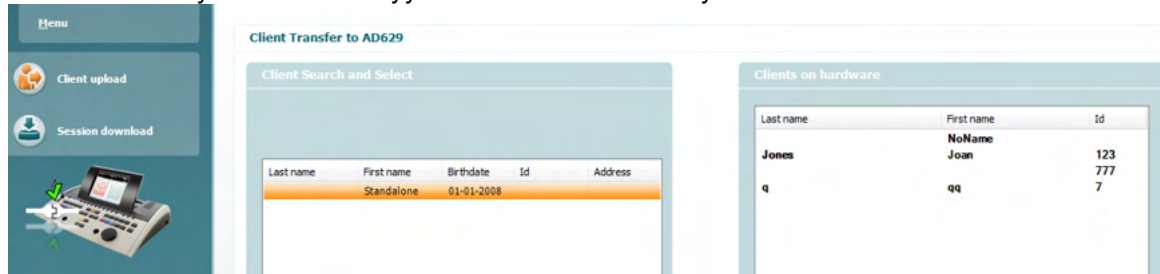 Menu
Client upload
Session download
Client Transfer to AD629
Client Search and Select
Last name First name Birthdate Id Address
Standalone 01-01-2008
Clients on hardware
Last name First name Id
NoName
Jones Joan 123
777
q qq 7